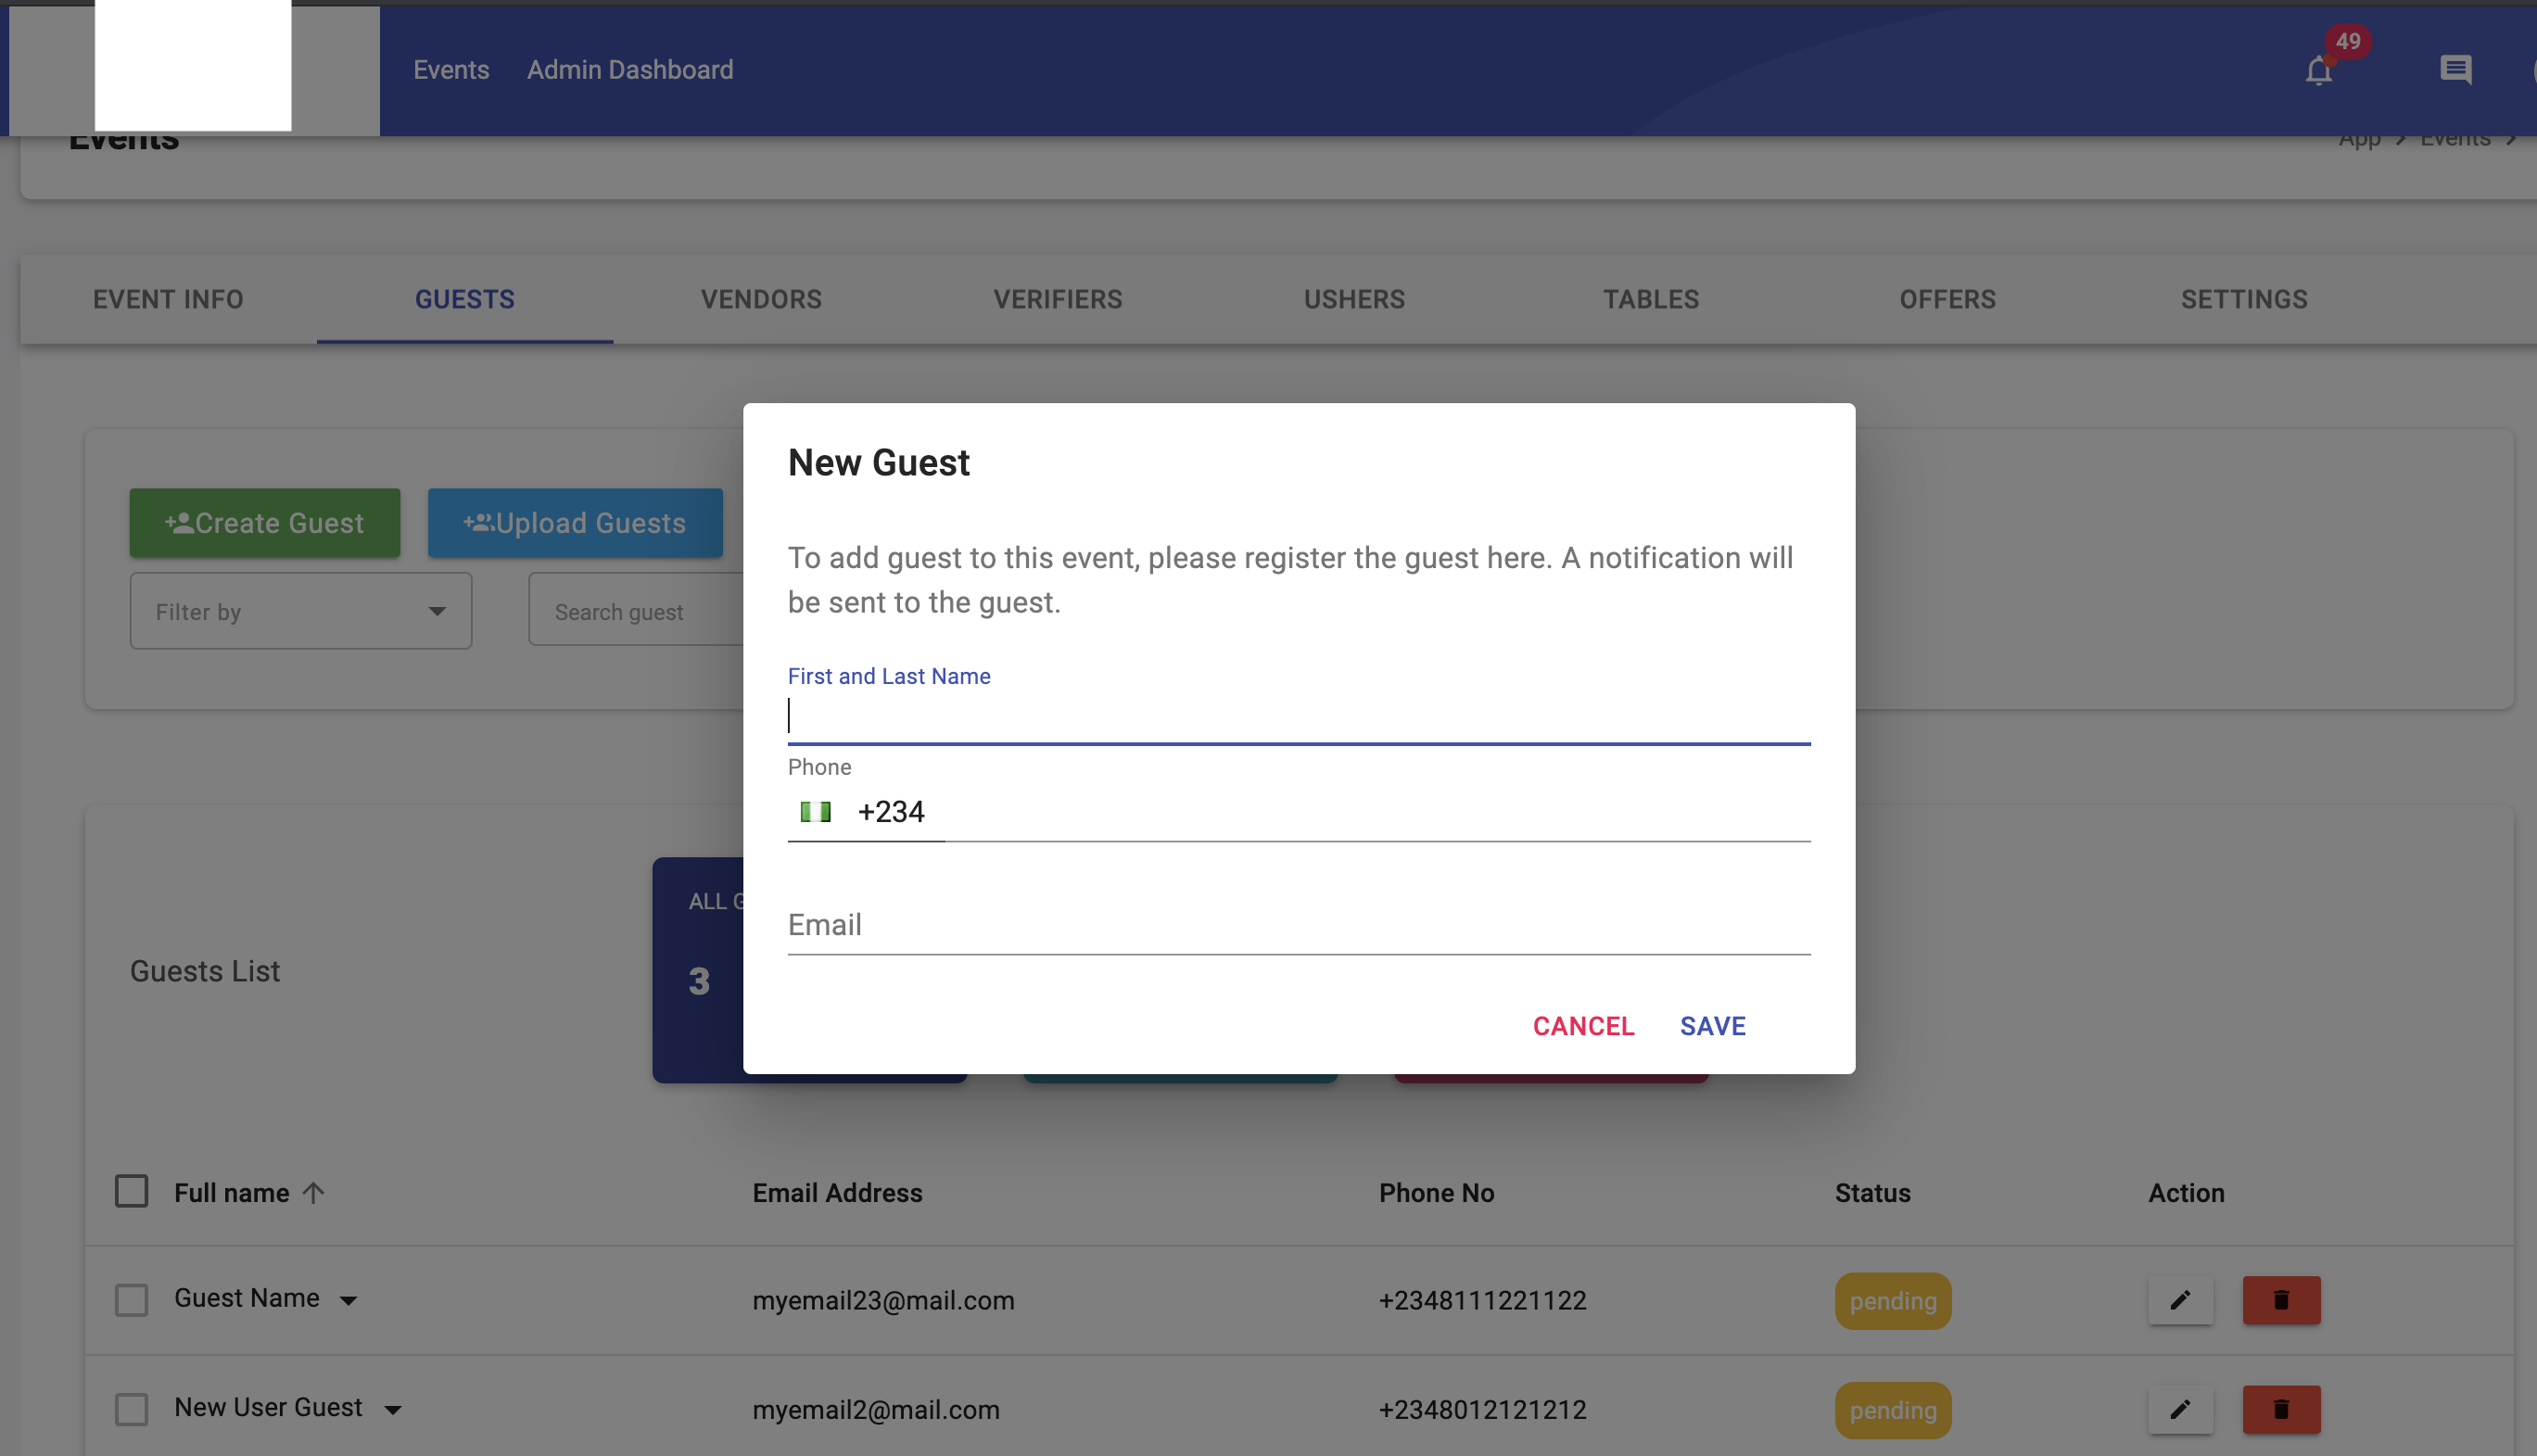 Events Admin Dashboard 49
Events
App > Events >
EVENT INFO GUESTS VENDORS VERIFIERS USHERS TABLES OFFERS SETTINGS
Create Guest Upload Guests
Filter by Search guest
New Guest
To add guest to this event, please register the guest here. A notification will
be sent to the guest.
First and Last Name
Phone
+234
Email
CANCEL SAVE
ALL
3
Guests List
Full name Email Address Phone No Status Action
Guest Name myemail23@mail.com +2348111221122 pending
New User Guest myemail2@mail.com +2348012121212 pending